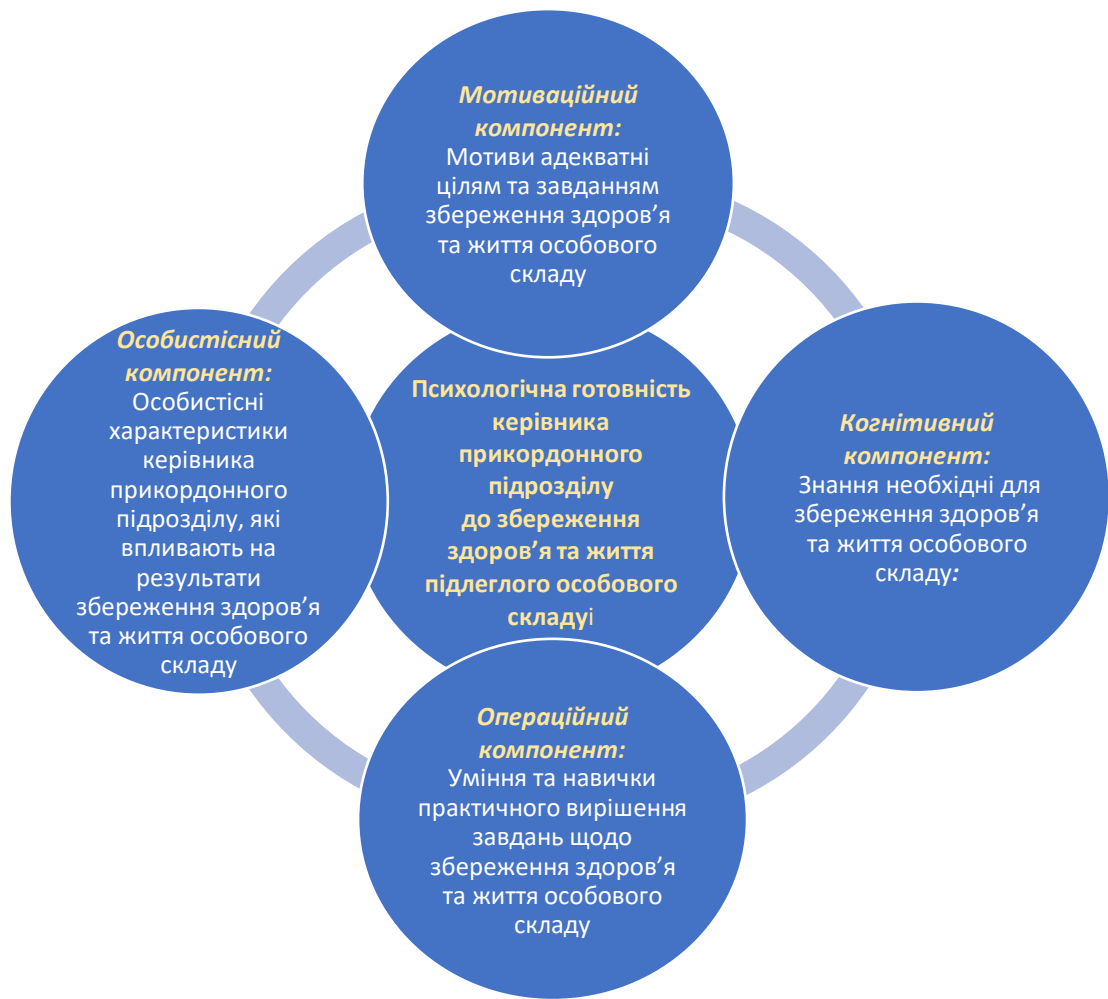 Мотиваційний
компонент:
Мотиви адекватні
цілям та завданням
збереження здоров’я
та життя особового
складу
Особистісний
компонент:
Особистісні
характеристики
керівника
прикордонного
підрозділу, які
впливають на
результати
збереження здоров’я
та життя особового
складу
Психологічна готовність
керівника
прикордонного
підрозділу
до збереження
здоров’я та життя
підлеглого особового
складуі
Когнітивний
компонент:
Знання необхідні для
збереження здоров’я
та життя особового
складу:
Операційний
компонент:
Уміння та навички
практичного вирішення
завдань щодо
збереження здоров’я
та життя особового
складу